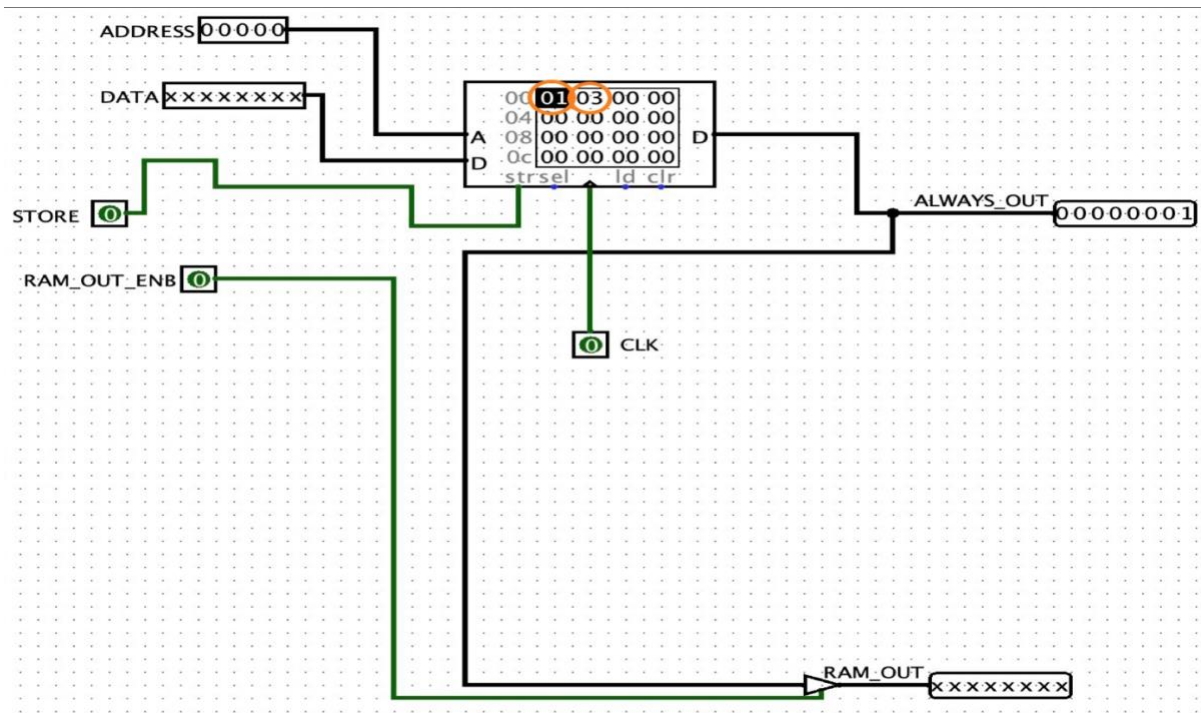 ADDRESS 00000
DATA xxxxxxxx
00 01 03 00 00
04 00 00 00 00
A 08 00 00 00 00 D
D 0c 00 00 00 00
str sel ld clr
ALWAYS_OUT 00000001
STORE 0
RAM_OUT_ENB 0
0 CLK
RAM_OUT xxxxxxxx